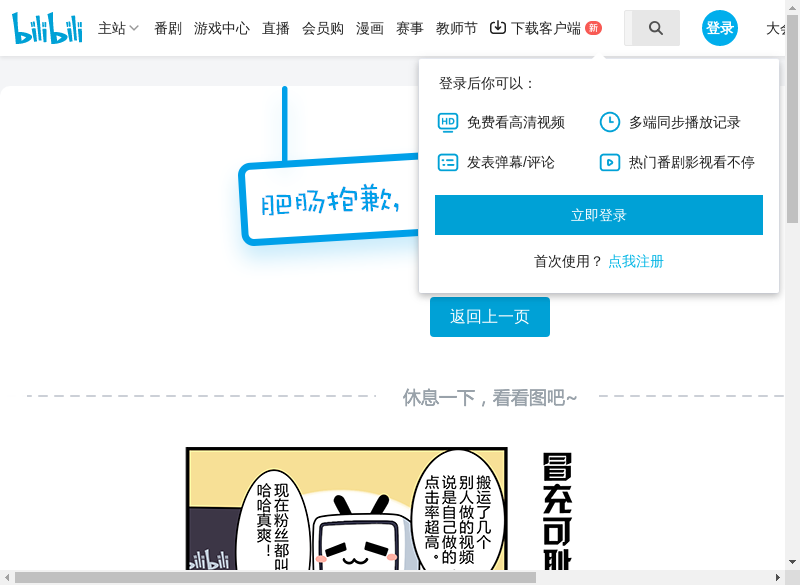 bilibili
主站
番剧
游戏中心
直播
会员购
漫画
赛事
教师节
下载客户端
新
登录
大会
登录后你可以：
HD 免费看高清视频
多端同步播放记录
发表弹幕/评论
热门番剧影视看不停
立即登录
首次使用？ 点我注册
肥肠抱歉，
返回上一页
休息一下，看看图吧~
搬运了几个
别人做的视频
说是自己做的
点击率超高。
现在粉丝都叫
哈哈真爽！
bilibili
冒充可耻